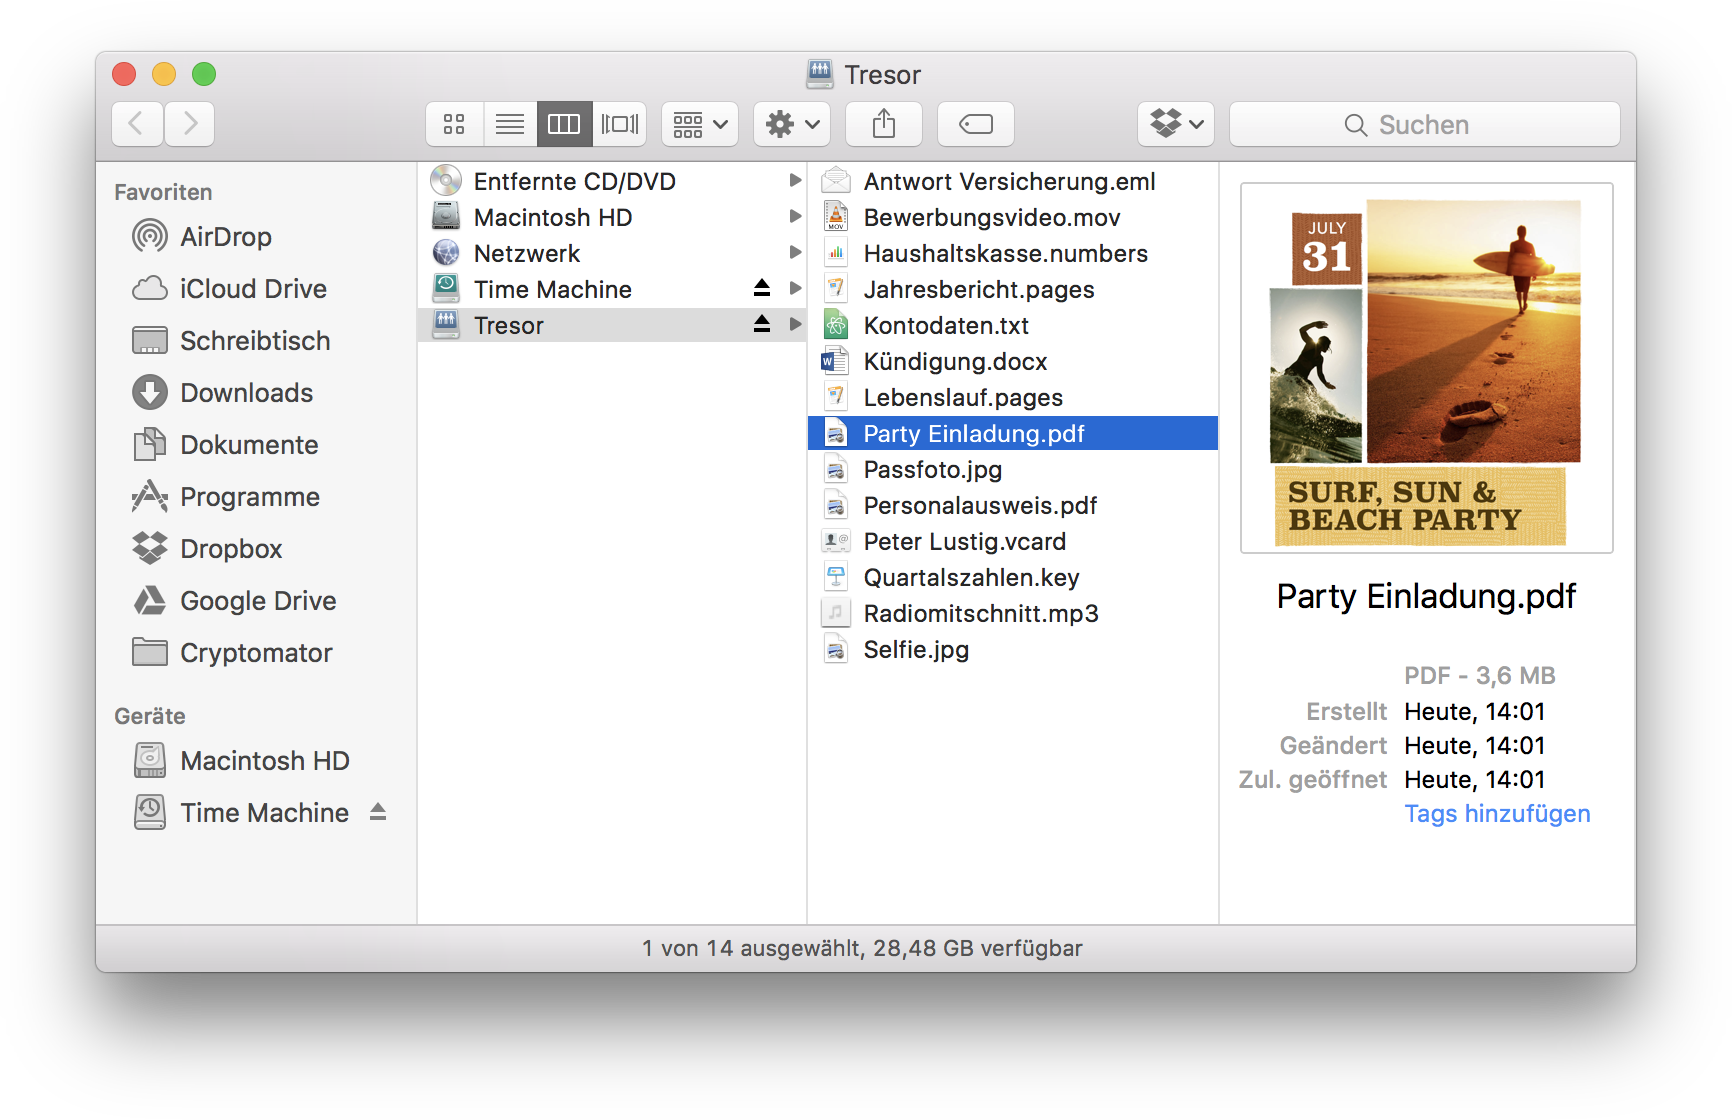 Tresor
Suchen
Favoriten
AirDrop
iCloud Drive
Schreibtisch
Downloads
Dokumente
Programme
Dropbox
Google Drive
Cryptomator
Geräte
Macintosh HD
Time Machine
Entfernte CD/DVD
Macintosh HD
Netzwerk
Time Machine
Tresor
Antwort Versicherung.eml
Bewerbungsvideo.mov
Haushaltskasse.numbers
Jahresbericht.pages
Kontodaten.txt
Kündigung.docx
Lebenslauf.pages
Party Einladung.pdf
Passfoto.jpg
Personalausweis.pdf
Peter Lustig.vcard
Quartalszahlen.key
Radiomitschnitt.mp3
Selfie.jpg
MOV
W
JULY
31
SURF, SUN &
BEACH PARTY
Party Einladung.pdf
PDF - 3,6 MB
Erstellt Heute, 14:01
Geändert Heute, 14:01
Zul. geöffnet Heute, 14:01
Tags hinzufügen
1 von 14 ausgewählt, 28,48 GB verfügbar